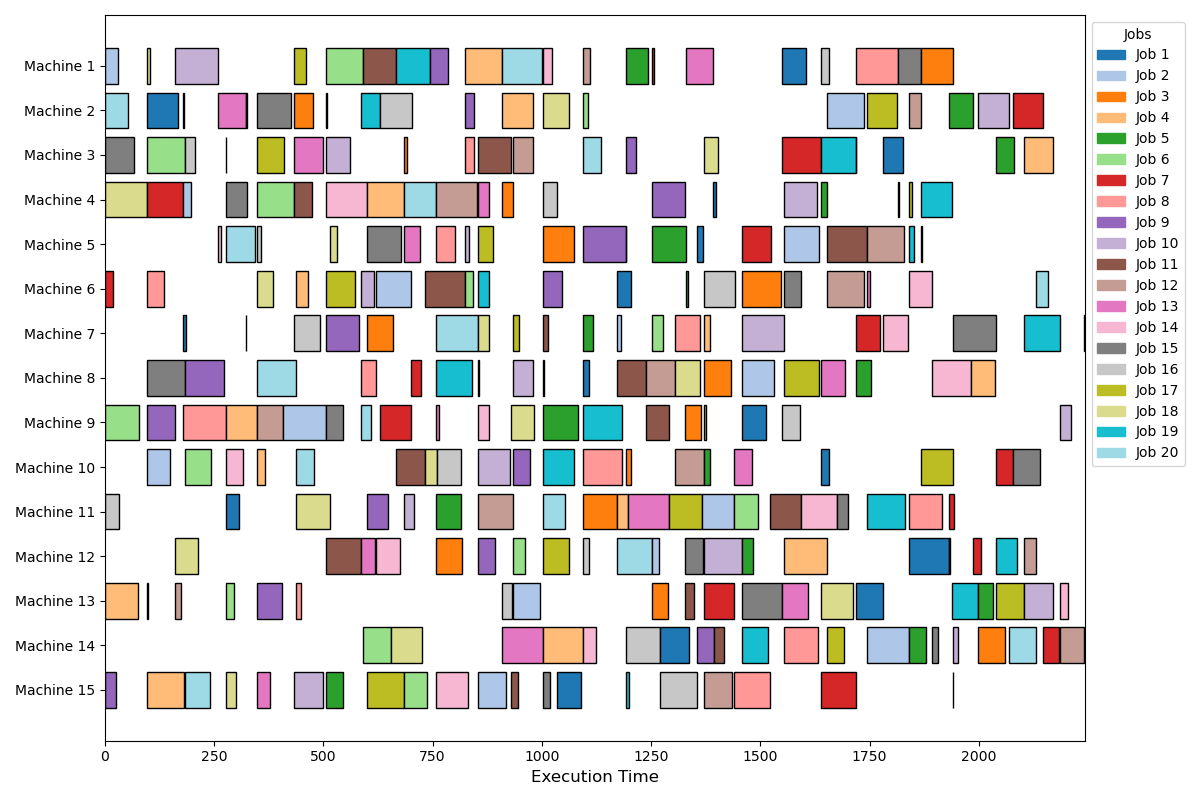 Machine 1
Machine 2
Machine 3
Machine 4
Machine 5
Machine 6
Machine 7
Machine 8
Machine 9
Machine 10
Machine 11
Machine 12
Machine 13
Machine 14
Machine 15
0 250 500 750 1000 1250 1500 1750 2000
Execution Time
Jobs
Job 1
Job 2
Job 3
Job 4
Job 5
Job 6
Job 7
Job 8
Job 9
Job 10
Job 11
Job 12
Job 13
Job 14
Job 15
Job 16
Job 17
Job 18
Job 19
Job 20